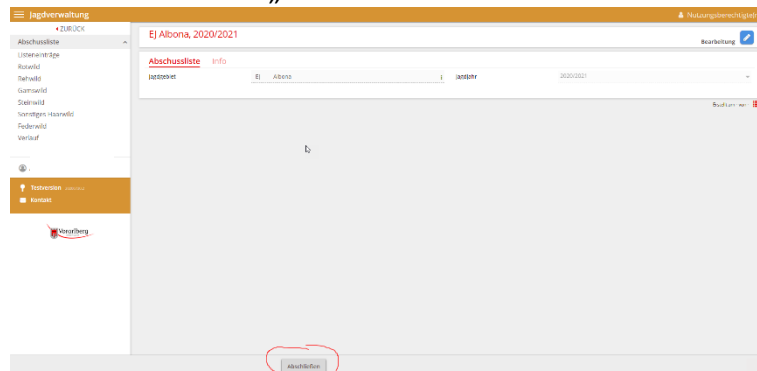 „
Jagdverwaltung
Nutzungsberechtigte(r
ZURÜCK
Abschussliste
EJ Albona, 2020/2021
Bearbeitung
Listeneinträge
Rotwild
Rehwild
Gamswild
Steinwild
Sonstiges Haarwild
Federwild
Verlauf
Abschussliste Info
Jagdgebiet EJ Albona Jagdjahr 2020/2021
Testversion
Kontakt
Vorarlberg
Abschließen